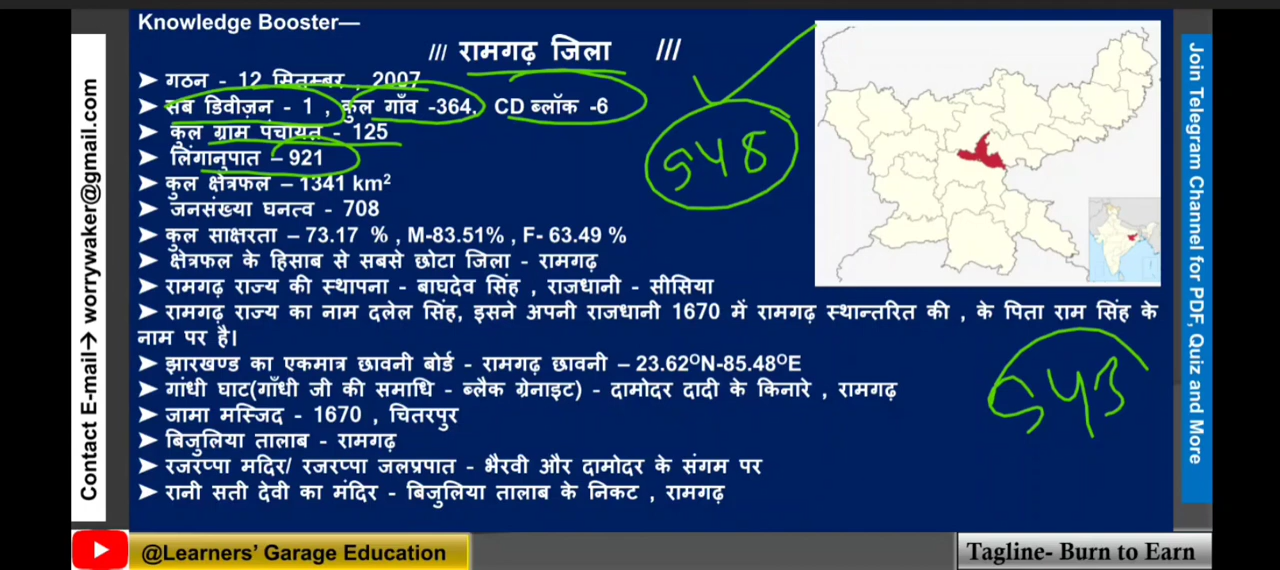 Knowledge Booster—
/// रामगढ़ जिला ///
➤ गठन - 12 सितम्बर , 2007
➤ सब डिवीज़न - 1 , कुल गाँव -364, CD ब्लॉक -6
➤ कुल ग्राम पंचायत - 125
➤ लिंगानुपात – 921
➤ कुल क्षेत्रफल – 1341 km²
➤ जनसंख्या घनत्व - 708
➤ कुल साक्षरता – 73.17 % , M-83.51% , F- 63.49 %
➤ क्षेत्रफल के हिसाब से सबसे छोटा जिला - रामगढ़
➤ रामगढ़ राज्य की स्थापना - बाघदेव सिंह , राजधानी - सीसिया
➤ रामगढ़ राज्य का नाम दलेल सिंह, इसने अपनी राजधानी 1670 में रामगढ़ स्थान्तरित की , के पिता राम सिंह के
नाम पर है।
➤ झारखण्ड का एकमात्र छावनी बोर्ड - रामगढ़ छावनी – 23.62⁰N-85.48⁰E
➤ गांधी घाट(गाँधी जी की समाधि - ब्लैक ग्रेनाइट) - दामोदर दादी के किनारे , रामगढ़
➤ जामा मस्जिद - 1670 , चितरपुर
➤ बिजुलिया तालाब - रामगढ़
➤ रजरप्पा मदिर/ रजरप्पा जलप्रपात - भैरवी और दामोदर के संगम पर
➤ रानी सती देवी का मंदिर - बिजुलिया तालाब के निकट , रामगढ़
548
543
Contact E-mail→ worrywaker@gmail.com
Join Telegram Channel for PDF, Quiz and More
@Learners' Garage Education
Tagline- Burn to Earn